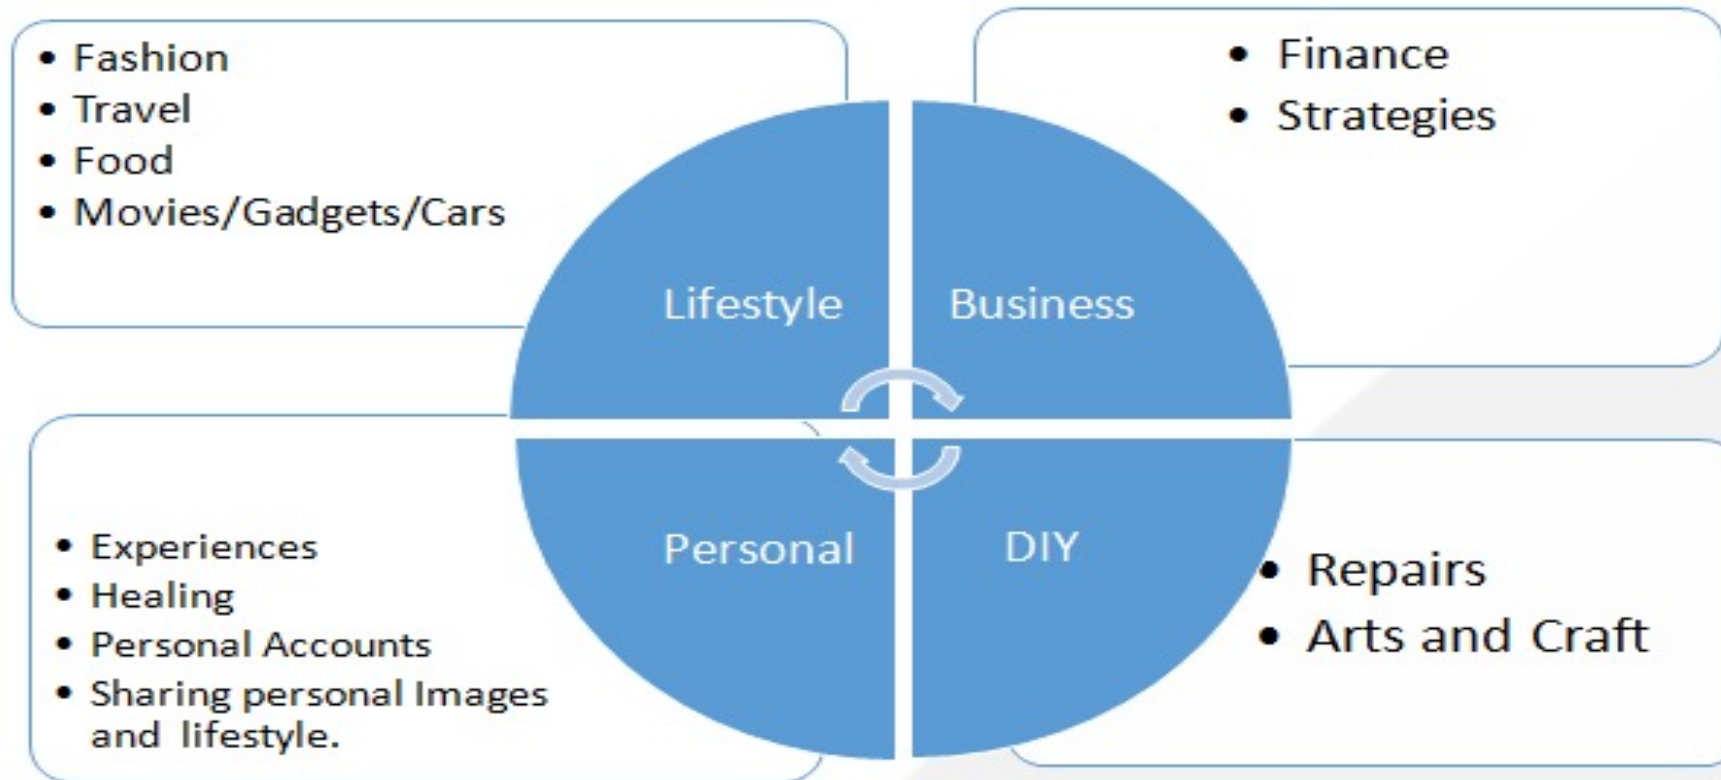 • Fashion
• Travel
• Food
• Movies/Gadgets/Cars
• Finance
• Strategies
Lifestyle
Business
Personal
DIY
• Experiences
• Healing
• Personal Accounts
• Sharing personal Images
and lifestyle.
• Repairs
• Arts and Craft